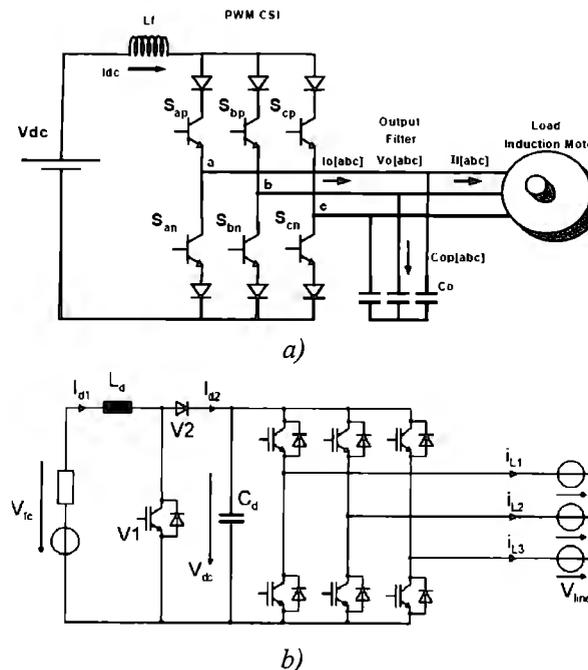 Lf
PWM CSI
Idc
Sap
Sbp
Scp
Output
Filter
Load
Induction Moto
Vdc
a
Io[abc]
Vo[abc]
Il[abc]
b
c
San
Sbn
Scn
Cop[abc]
Co
a)
Id1
Ld
Id2
V2
iL1
Vfc
V1
Cd
iL2
Vdc
iL3
Vline
b)